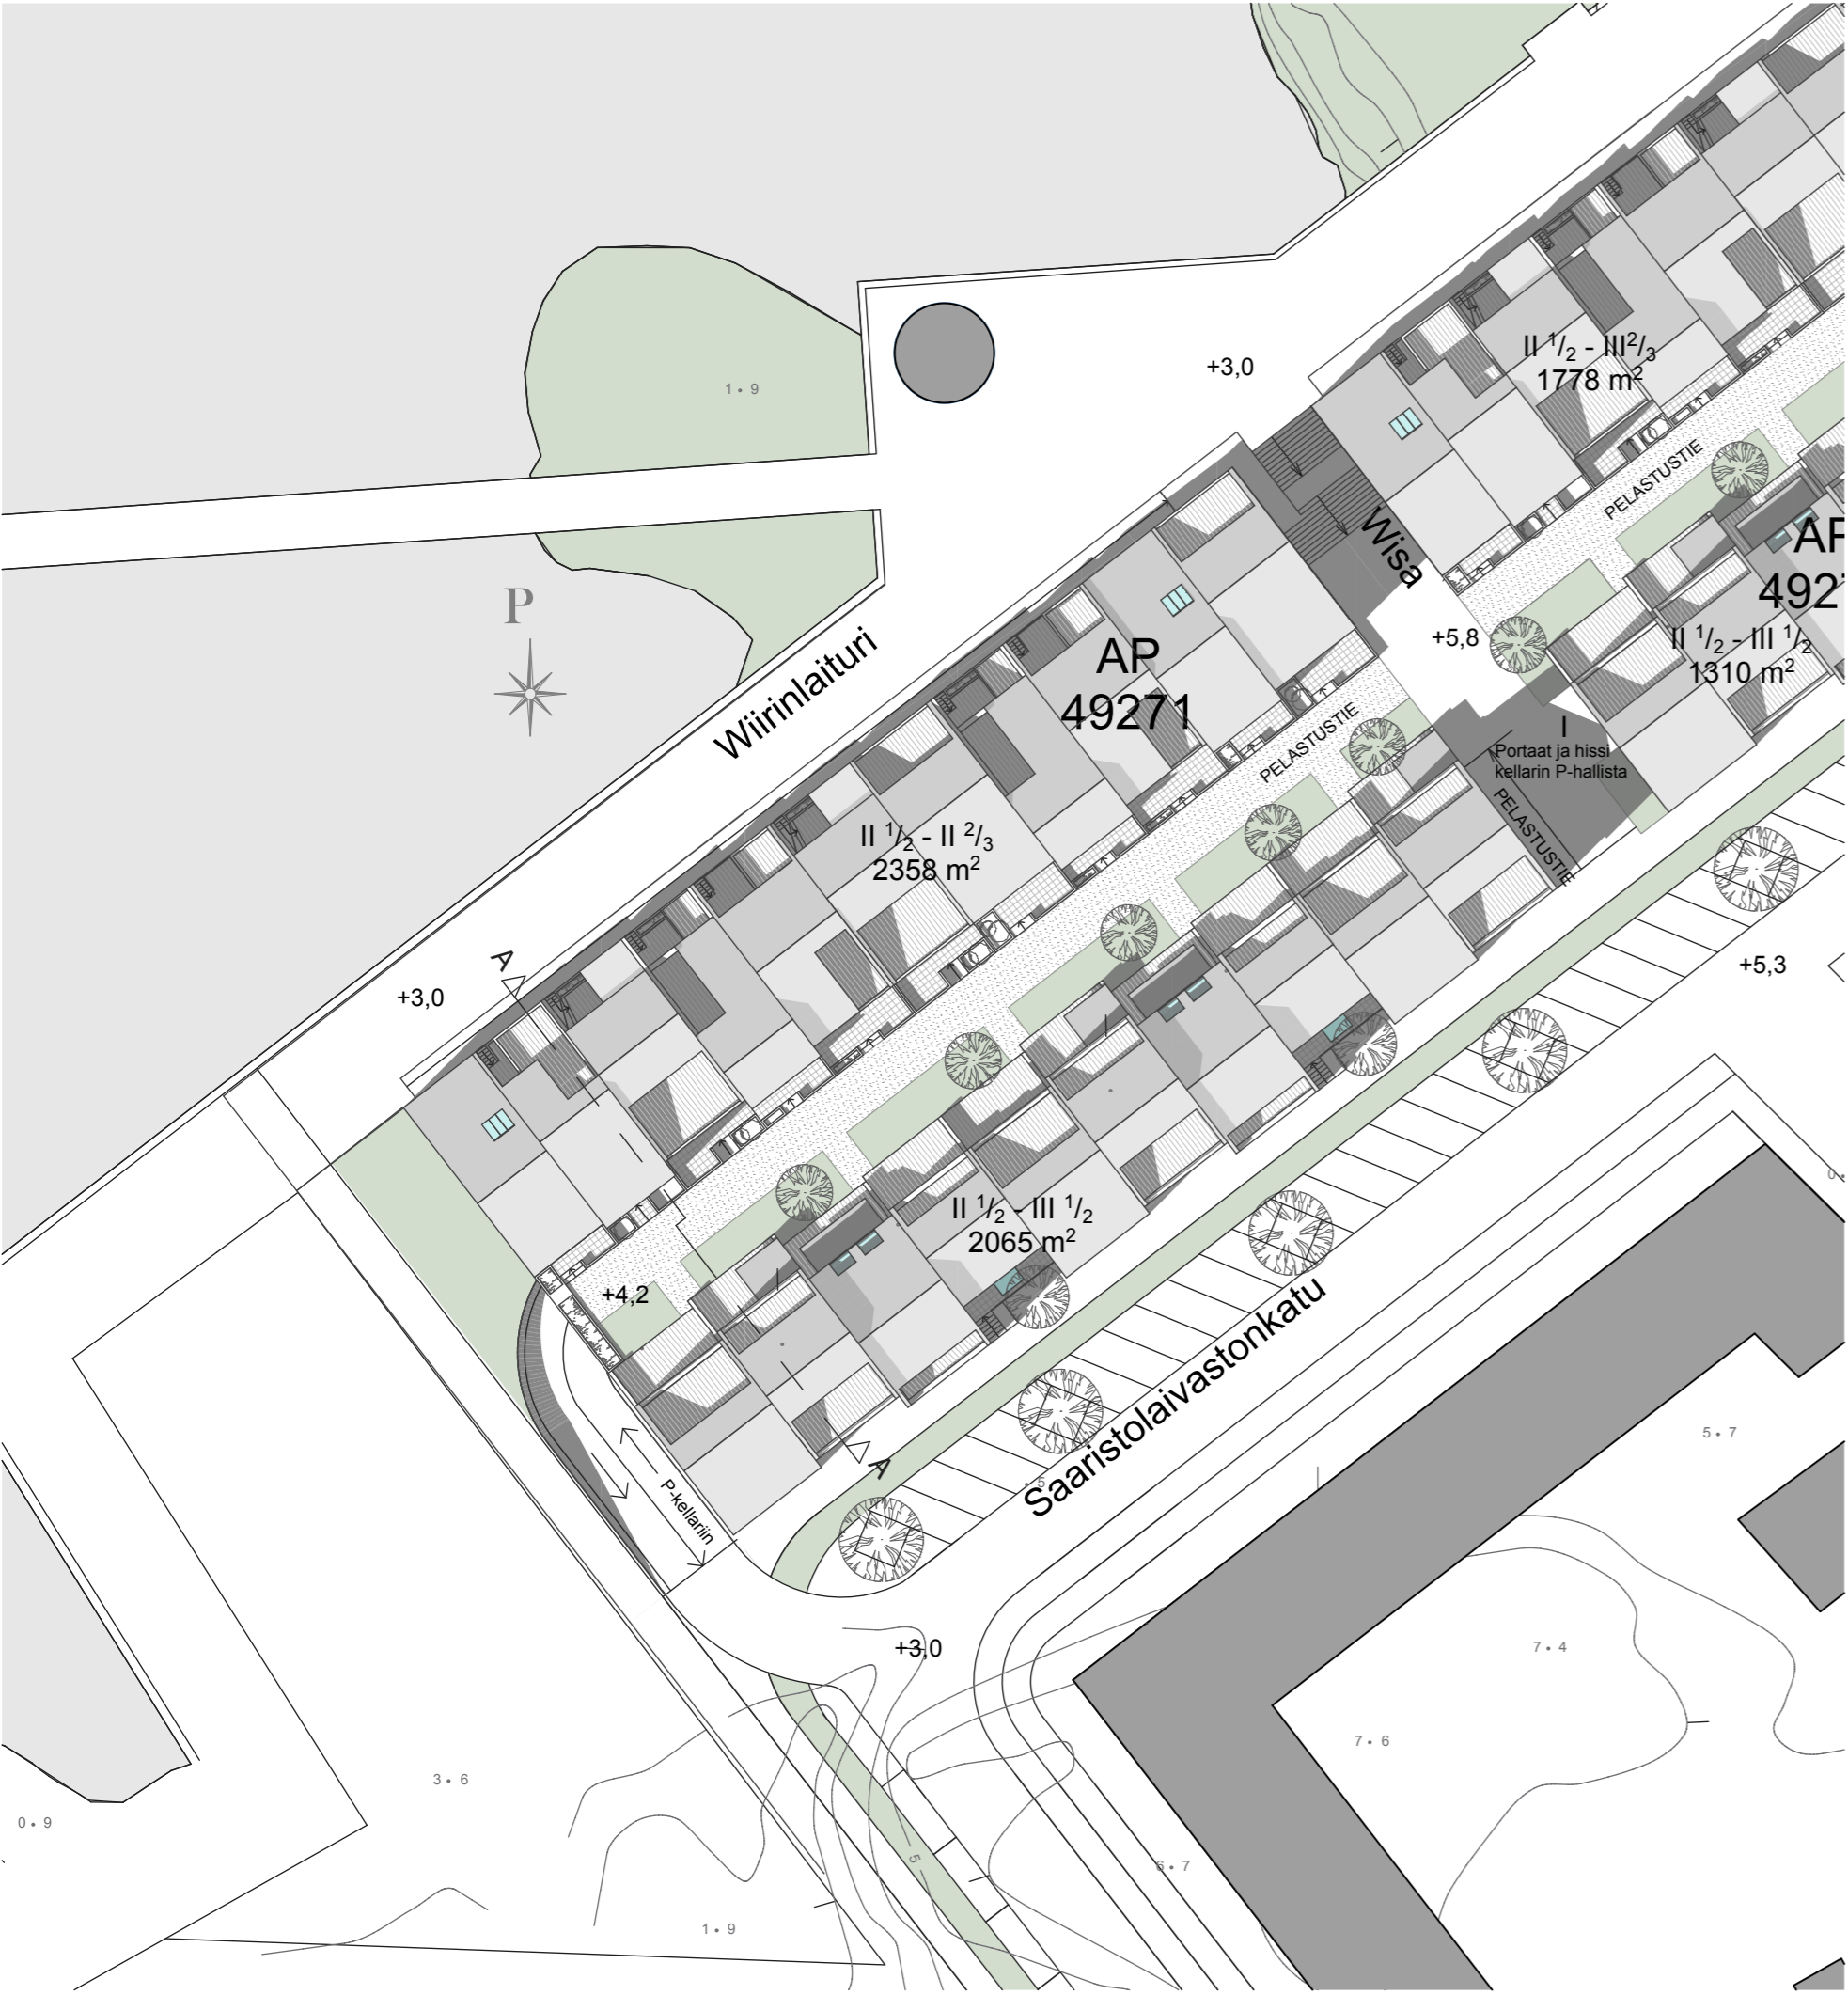 II 1/2 - III2/3
1778 m2
+3,0
1 • 9
PELASTUSTIE
Wisa
AP
492
P
+5,8
II 1/2 - III 1/2
1310 m2
Wiirinlaituri
AP
49271
PELASTUSTIE
I
Portaat ja hissi
kellarin P-hallista
PELASTUSTIE
II 1/2 - II 2/3
2358 m2
A
+3,0
+5,3
II 1/2 - III 1/2
2065 m2
+4,2
Saaristolaivastonkatu
A
P-kellariin
5 • 7
+3,0
7 • 4
7 • 6
3 • 6
0 • 9
5
6 • 7
1 • 9